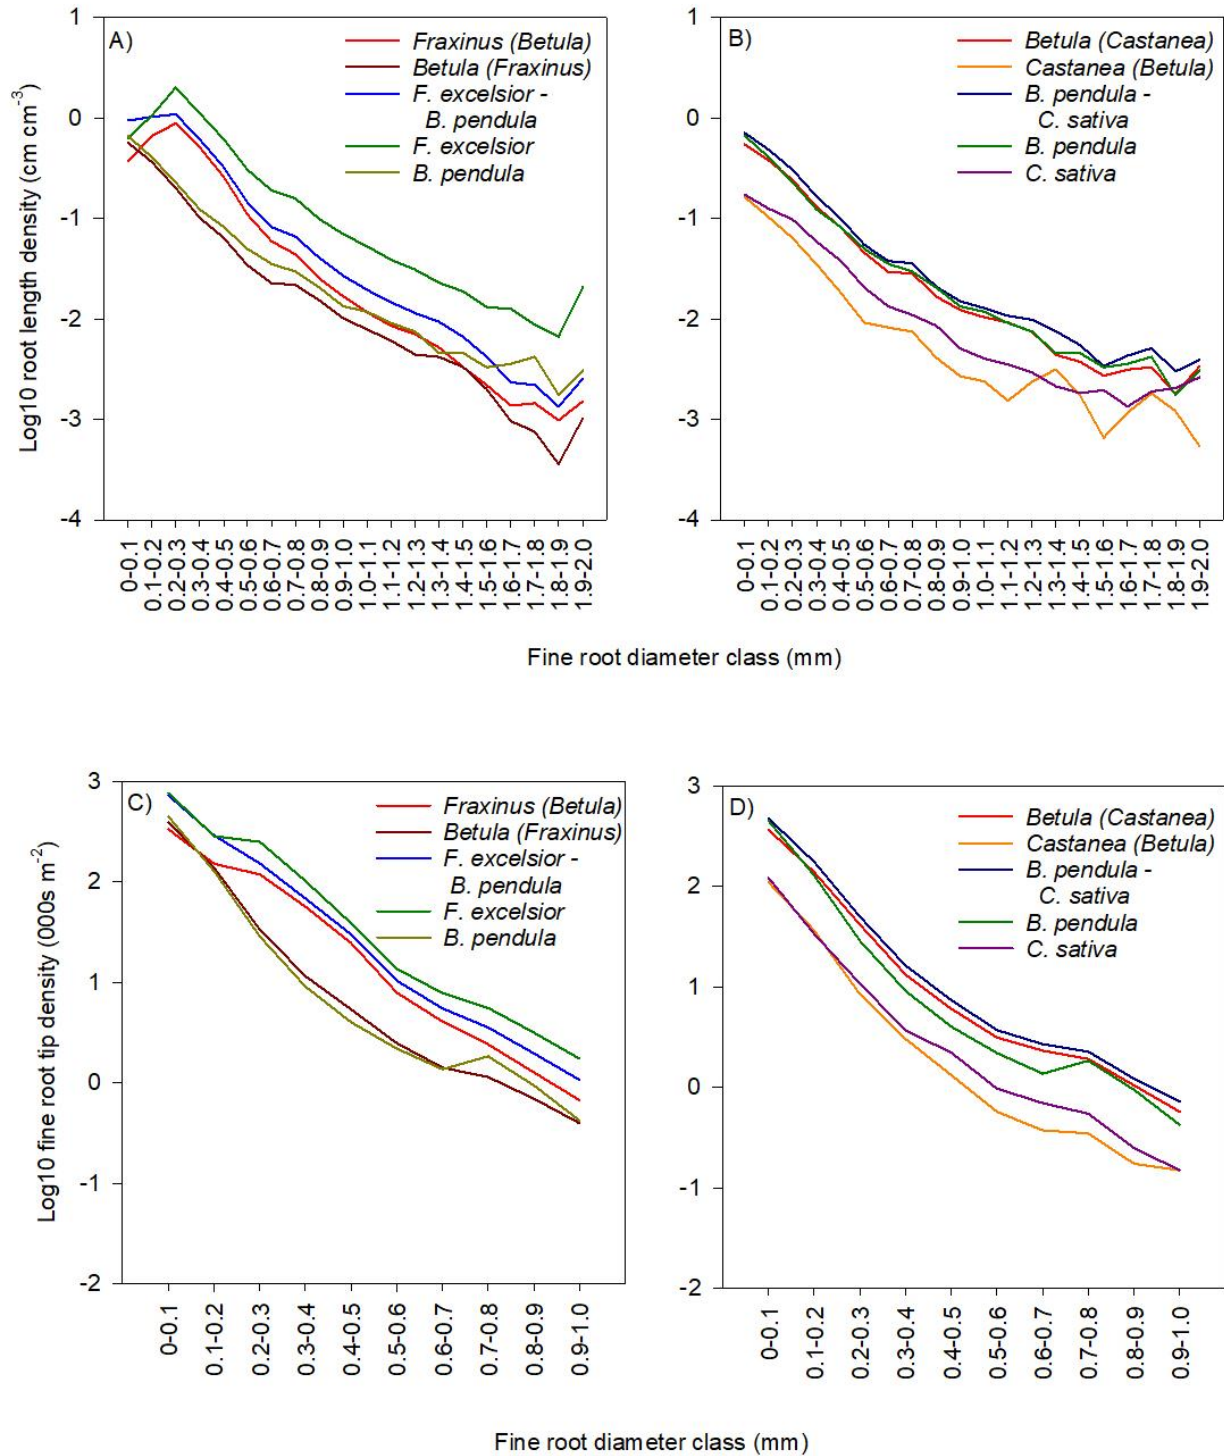 A)
Fraxinus (Betula)
Betula (Fraxinus)
F. excelsior -
B. pendula
F. excelsior
B. pendula
Log10 root length density (cm cm-3)
1
0
-1
-2
-3
-4
0-0.1
0.1-0.2
0.2-0.3
0.3-0.4
0.4-0.5
0.5-0.6
0.6-0.7
0.7-0.8
0.8-0.9
0.9-1.0
1.0-1.1
1.1-1.2
1.2-1.3
1.3-1.4
1.4-1.5
1.5-1.6
1.6-1.7
1.7-1.8
1.8-1.9
1.9-2.0
B)
Betula (Castanea)
Castanea (Betula)
B. pendula -
C. sativa
B. pendula
C. sativa
1
0
-1
-2
-3
-4
0-0.1
0.1-0.2
0.2-0.3
0.3-0.4
0.4-0.5
0.5-0.6
0.6-0.7
0.7-0.8
0.8-0.9
0.9-1.0
1.0-1.1
1.1-1.2
1.2-1.3
1.3-1.4
1.4-1.5
1.5-1.6
1.6-1.7
1.7-1.8
1.8-1.9
1.9-2.0
Fine root diameter class (mm)
C)
Fraxinus (Betula)
Betula (Fraxinus)
F. excelsior -
B. pendula
F. excelsior
B. pendula
Log10 fine root tip density (000s m-2)
3
2
1
0
-1
-2
0-0.1
0.1-0.2
0.2-0.3
0.3-0.4
0.4-0.5
0.5-0.6
0.6-0.7
0.7-0.8
0.8-0.9
0.9-1.0
D)
Betula (Castanea)
Castanea (Betula)
B. pendula -
C. sativa
B. pendula
C. sativa
3
2
1
0
-1
-2
0-0.1
0.1-0.2
0.2-0.3
0.3-0.4
0.4-0.5
0.5-0.6
0.6-0.7
0.7-0.8
0.8-0.9
0.9-1.0
Fine root diameter class (mm)